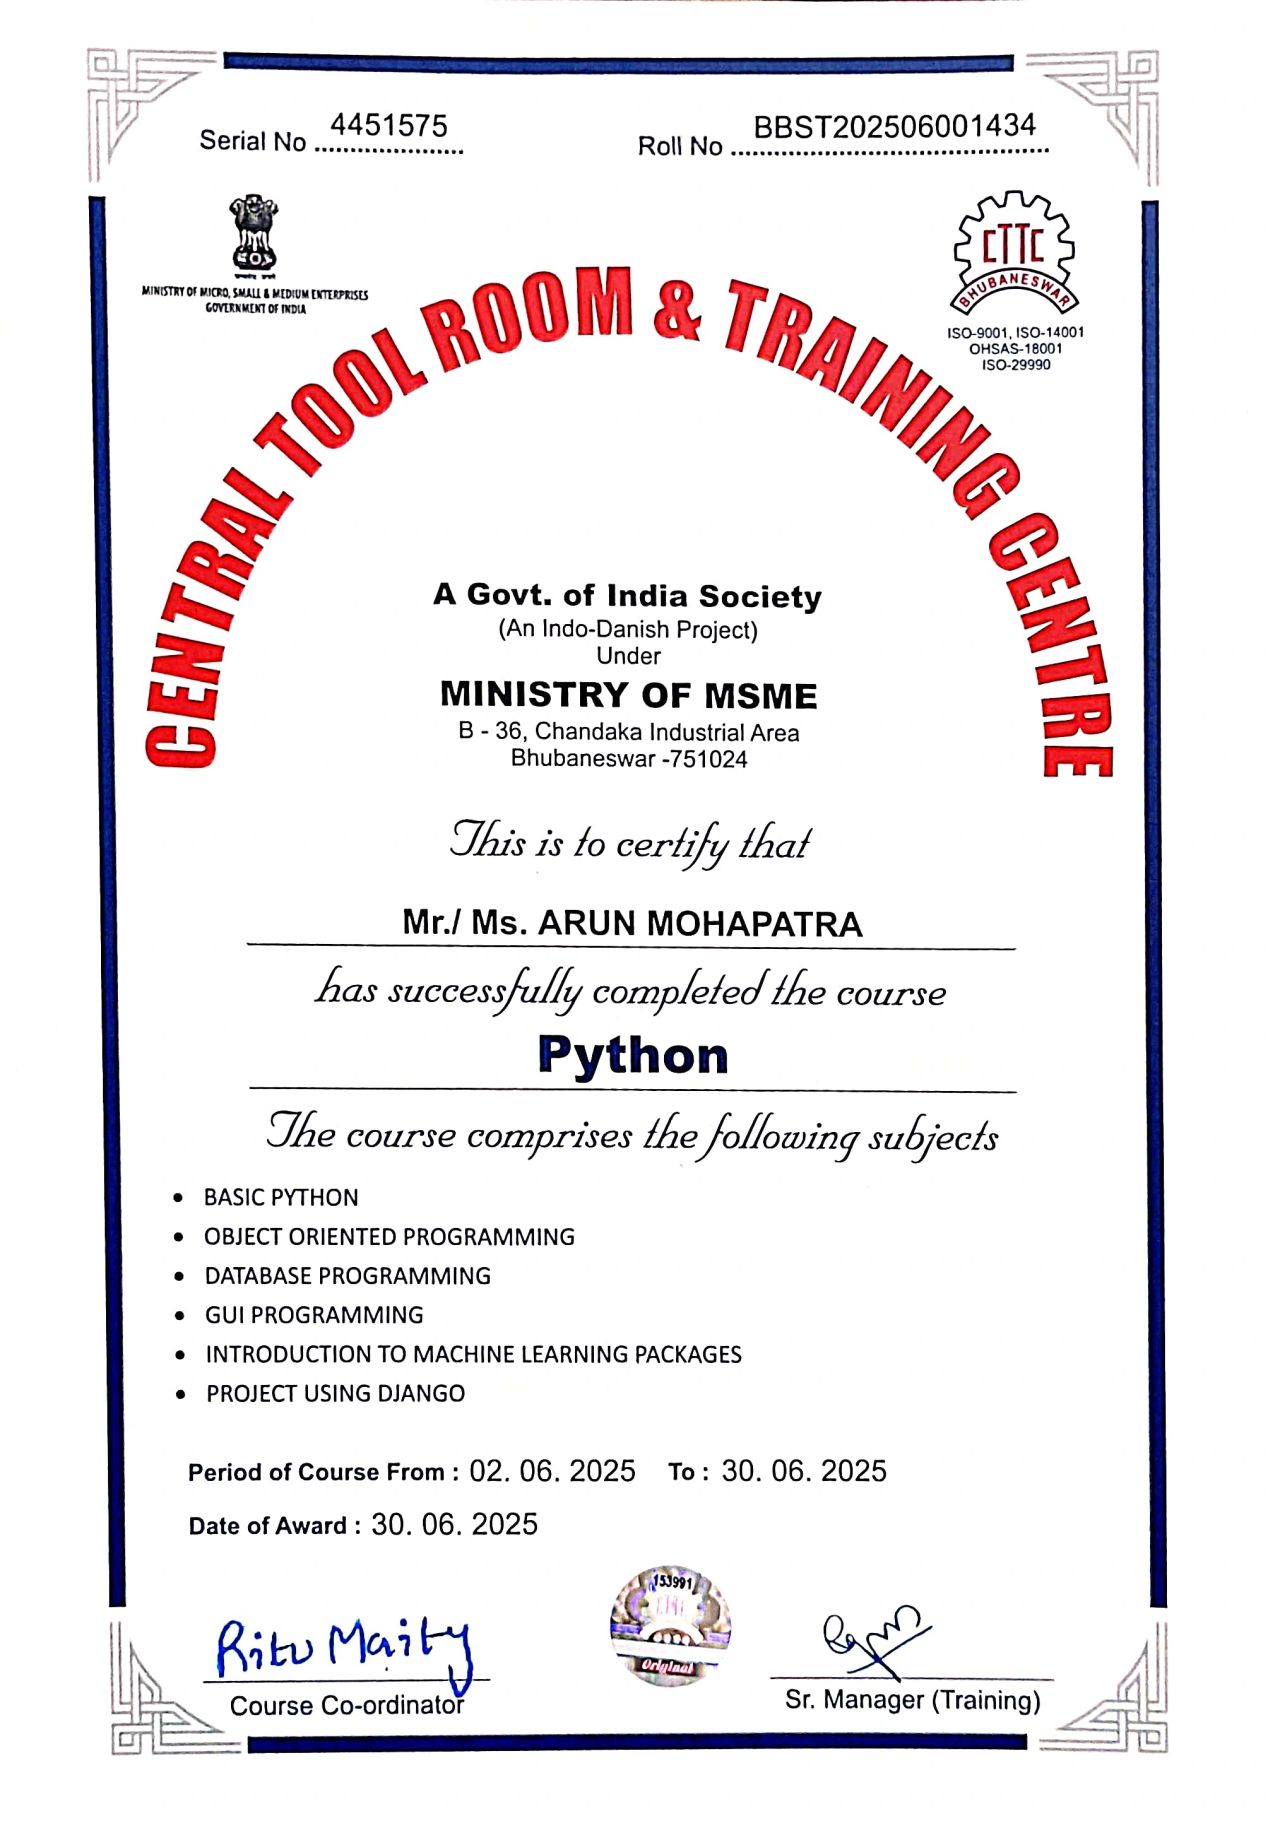 Serial No 4451575
Roll No BBST202506001434
MINISTRY OF MICRO, SMALL & MEDIUM ENTERPRISES
GOVERNMENT OF INDIA
CTTC
BHUBANESWAR
ISO-9001, ISO-14001
OHSAS-18001
ISO-29990
CENTRAL TOOL ROOM & TRAINING CENTRE
A Govt. of India Society
(An Indo-Danish Project)
Under
MINISTRY OF MSME
B - 36, Chandaka Industrial Area
Bhubaneswar -751024
This is to certify that
Mr./ Ms. ARUN MOHAPATRA
has successfully completed the course
Python
The course comprises the following subjects
• BASIC PYTHON
• OBJECT ORIENTED PROGRAMMING
• DATABASE PROGRAMMING
• GUI PROGRAMMING
• INTRODUCTION TO MACHINE LEARNING PACKAGES
• PROJECT USING DJANGO
Period of Course From : 02. 06. 2025 To : 30. 06. 2025
Date of Award : 30. 06. 2025
153991
CTTC
Original
Ritu Maity
Course Co-ordinator
Sr. Manager (Training)